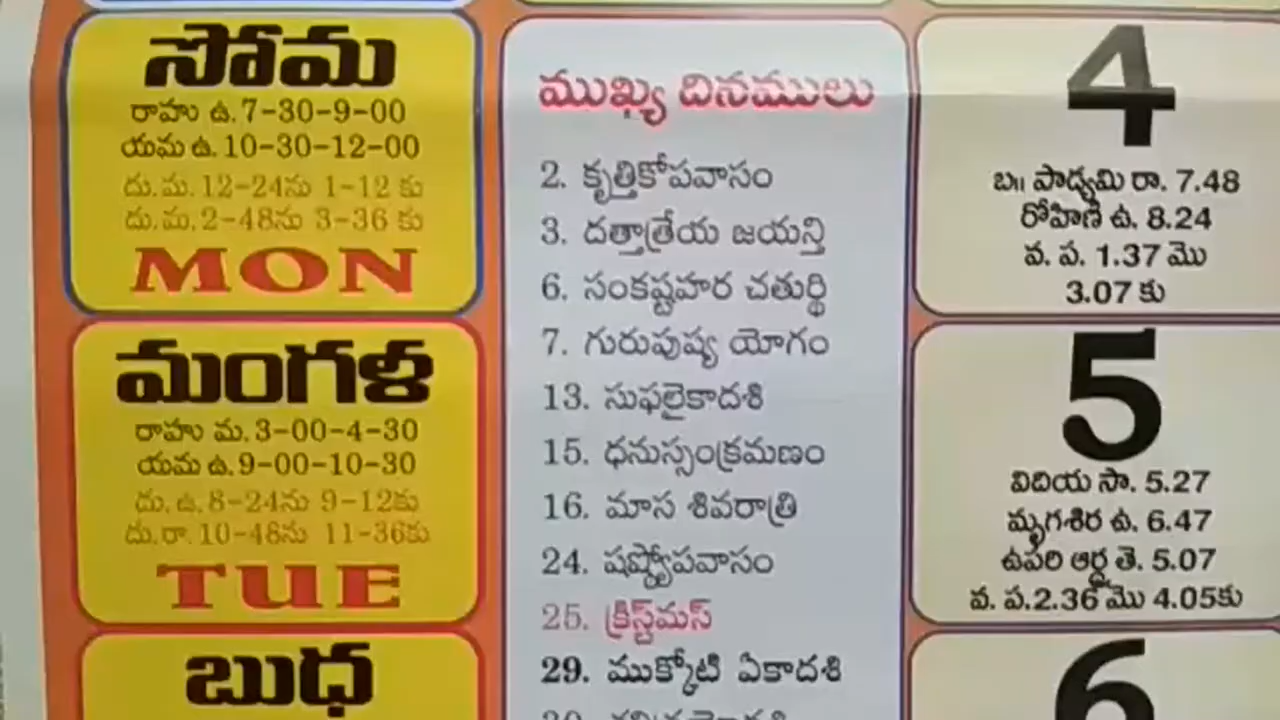 సోమ
రాహు ఉ. 7-30-9-00
యమ ఉ. 10-30-12-00
దు. మ. 12-24ను 1-12 కు
దు. మ. 2-48ను 3-36 కు
MON
మంగళ
రాహు మ. 3-00-4-30
యమ ఉ. 9-00-10-30
దు. ఉ. 8-24ను 9-12కు
దు. రా. 10-48ను 11-36కు
TUE
బుధ
ముఖ్య దినములు
2. కృత్తికోపవాసం
3. దత్తాత్రేయ జయన్తి
6. సంకష్టహర చతుర్థి
7. గురుపుష్య యోగం
13. సుఫలైకాదశి
15. ధనుస్సంక్రమణం
16. మాస శివరాత్రి
24. షష్ఠ్యోపవాసం
25. క్రిస్ట్‌మస్
29. ముక్కోటి ఏకాదశి
4
బ॥ పాడ్యమి రా. 7.48
రోహిణి ఉ. 8.24
వ. ప. 1.37 మొ
3.07 కు
5
విదియ సా. 5.27
మృగశిర ఉ. 6.47
ఉపరి ఆర్ద్ర తె. 5.07
వ. ప.2.36 మొ 4.05కు
6